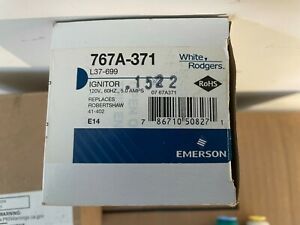 767A-371
L37-699
White
Rodgers
IGNITOR
1522
120V., 60HZ., 5.0 AMPS
07 67A371
RoHS
REPLACES
ROBERTSHAW
41-402
E14
7 86710 50827 1
EMERSON
WARNING: